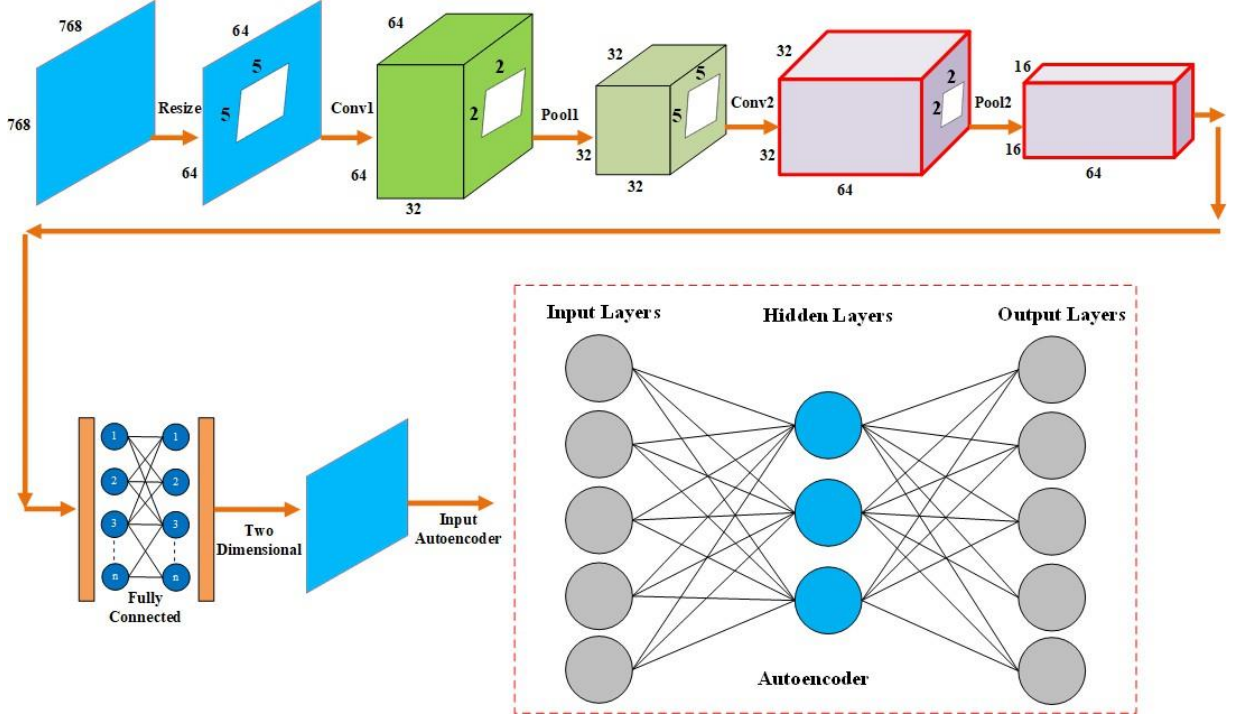 768
768
Resize
64
5
5
64
Conv1
64
2
2
64
32
Pool1
32
5
5
32
32
Conv2
32
2
2
32
64
Pool2
16
16
64
Input Layers
Hidden Layers
Output Layers
1
1
2
2
3
3
n
n
Fully
Connected
Two
Dimensional
Input
Autoencoder
Autoencoder